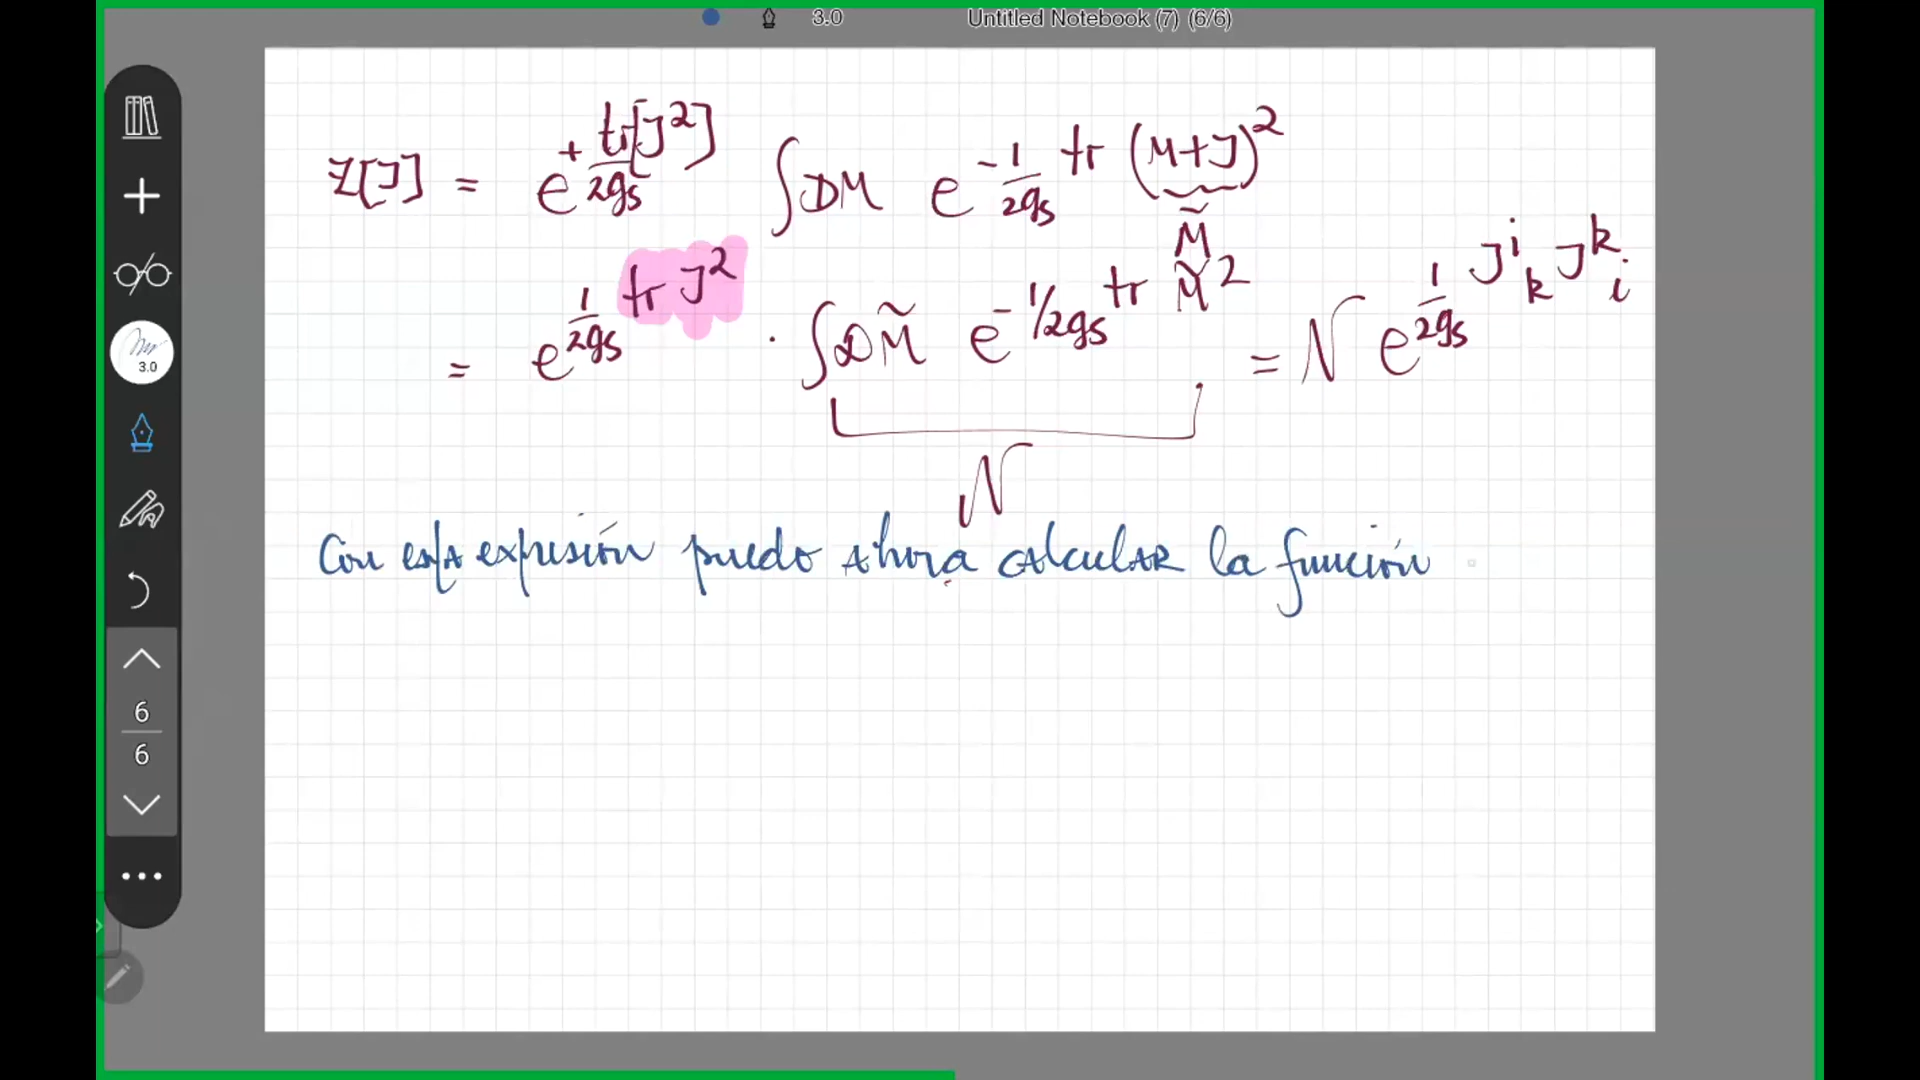 3.0 Untitled Notebook (7) (6/6)
Z[J] = e^{+ tr[J²]/2gs} ∫DM e^{-1/2gs tr (M+J)²}
M̃
= e^{1/2gs tr J²} · ∫DM̃ e^{-1/2gs tr M̃²} = N e^{1/2gs J^i_k J^k_i}
N
Con esta expresión puedo ahora calcular la función
3.0
6
6